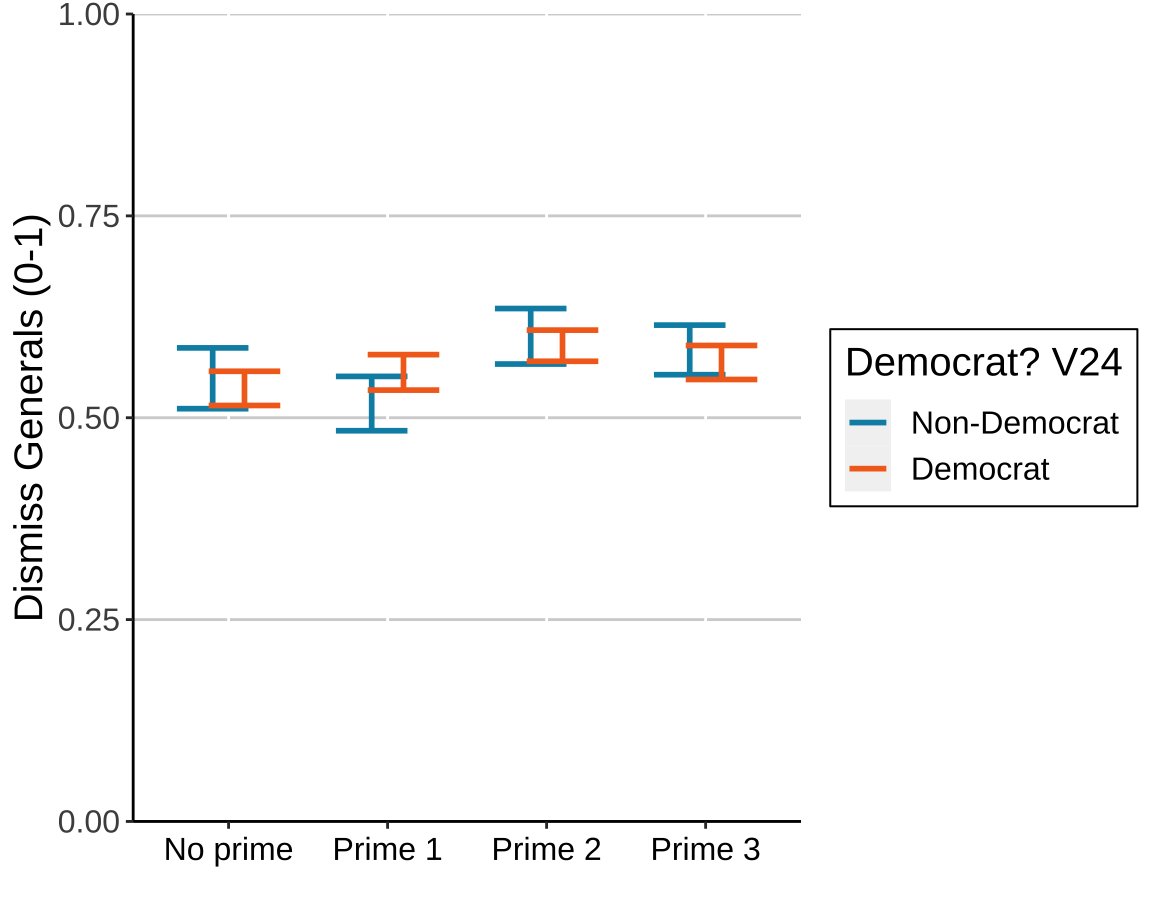 1.00
0.75
0.50
0.25
0.00
Dismiss Generals (0-1)
No prime
Prime 1
Prime 2
Prime 3
Democrat? V24
Non-Democrat
Democrat